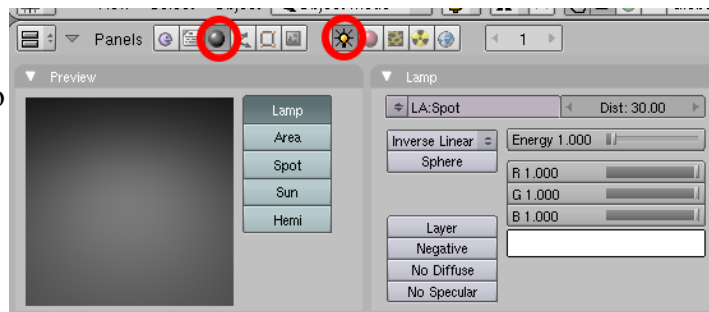 Panels
1
Preview
Lamp
Area
Spot
Sun
Hemi
Lamp
LA:Spot
Dist: 30.00
Inverse Linear
Energy 1.000
Sphere
R 1.000
G 1.000
B 1.000
Layer
Negative
No Diffuse
No Specular